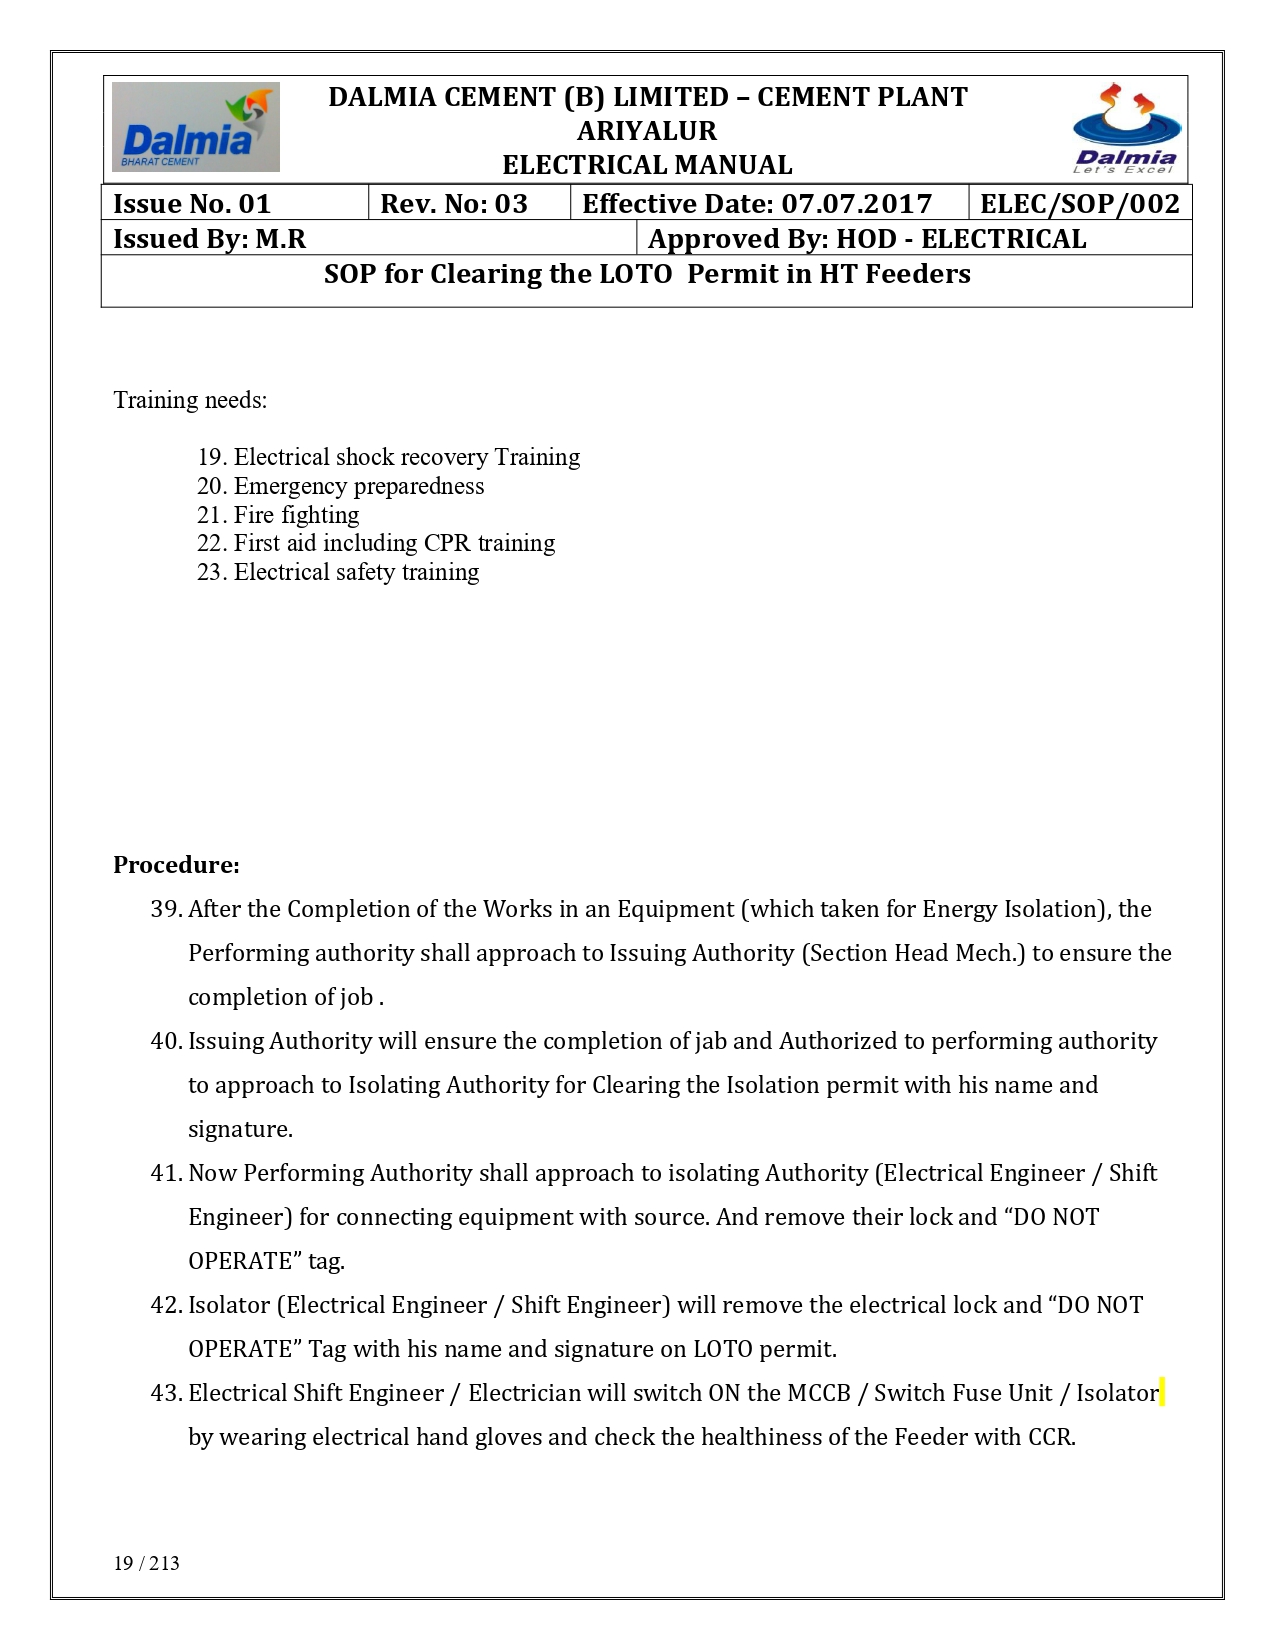 Dalmia
BHARAT CEMENT
DALMIA CEMENT (B) LIMITED – CEMENT PLANT
ARIYALUR
ELECTRICAL MANUAL
Dalmia
Let's Excel
Issue No. 01 Rev. No: 03 Effective Date: 07.07.2017 ELEC/SOP/002
Issued By: M.R Approved By: HOD - ELECTRICAL
SOP for Clearing the LOTO Permit in HT Feeders
Training needs:
19. Electrical shock recovery Training
20. Emergency preparedness
21. Fire fighting
22. First aid including CPR training
23. Electrical safety training
Procedure:
39. After the Completion of the Works in an Equipment (which taken for Energy Isolation), the
Performing authority shall approach to Issuing Authority (Section Head Mech.) to ensure the
completion of job .
40. Issuing Authority will ensure the completion of jab and Authorized to performing authority
to approach to Isolating Authority for Clearing the Isolation permit with his name and
signature.
41. Now Performing Authority shall approach to isolating Authority (Electrical Engineer / Shift
Engineer) for connecting equipment with source. And remove their lock and “DO NOT
OPERATE” tag.
42. Isolator (Electrical Engineer / Shift Engineer) will remove the electrical lock and “DO NOT
OPERATE” Tag with his name and signature on LOTO permit.
43. Electrical Shift Engineer / Electrician will switch ON the MCCB / Switch Fuse Unit / Isolator
by wearing electrical hand gloves and check the healthiness of the Feeder with CCR.
19 / 213